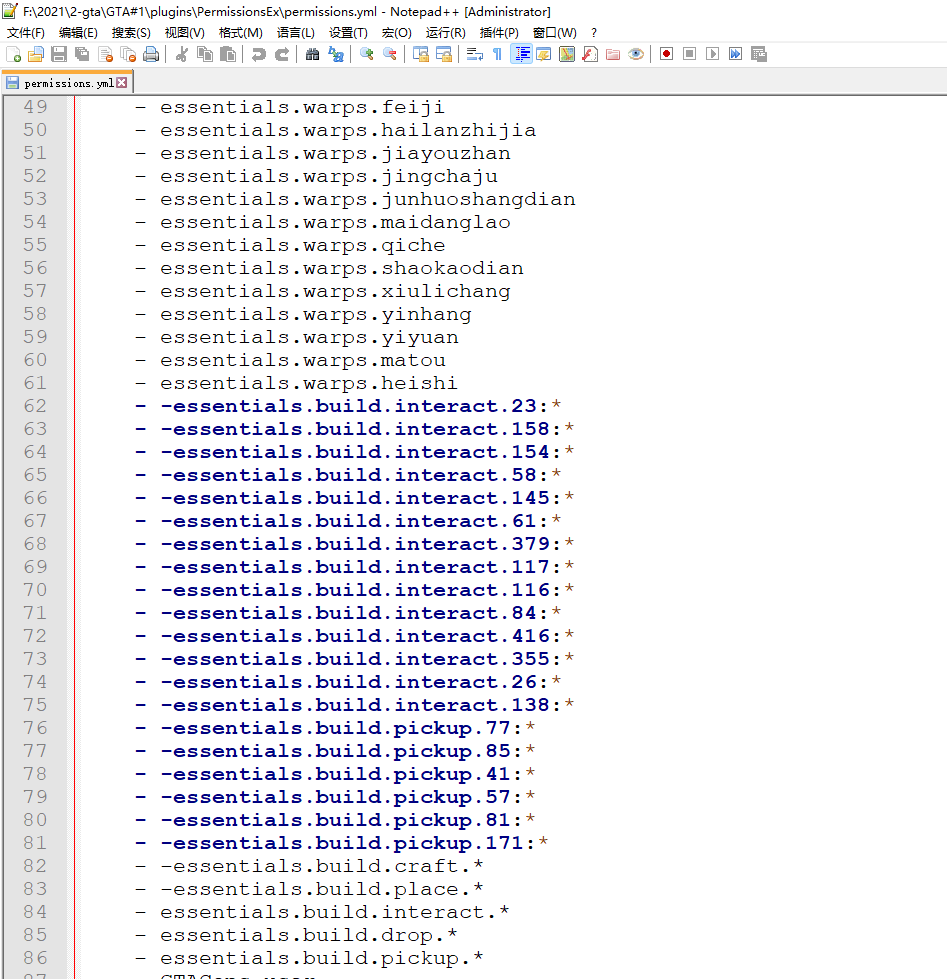 F:\2021\2-gta\GTA#1\plugins\PermissionsEx\permissions.yml - Notepad++ [Administrator]
文件(F) 编辑(E) 搜索(S) 视图(V) 格式(M) 语言(L) 设置(T) 宏(O) 运行(R) 插件(P) 窗口(W) ?
permissions.yml
49 - essentials.warps.feiji
50 - essentials.warps.hailanzhijia
51 - essentials.warps.jiayouzhan
52 - essentials.warps.jingchaju
53 - essentials.warps.junhuoshangdian
54 - essentials.warps.maidanglao
55 - essentials.warps.qiche
56 - essentials.warps.shaokaodian
57 - essentials.warps.xiulichang
58 - essentials.warps.yinhang
59 - essentials.warps.yiyuan
60 - essentials.warps.matou
61 - essentials.warps.heishi
62 - -essentials.build.interact.23:*
63 - -essentials.build.interact.158:*
64 - -essentials.build.interact.154:*
65 - -essentials.build.interact.58:*
66 - -essentials.build.interact.145:*
67 - -essentials.build.interact.61:*
68 - -essentials.build.interact.379:*
69 - -essentials.build.interact.117:*
70 - -essentials.build.interact.116:*
71 - -essentials.build.interact.84:*
72 - -essentials.build.interact.416:*
73 - -essentials.build.interact.355:*
74 - -essentials.build.interact.26:*
75 - -essentials.build.interact.138:*
76 - -essentials.build.pickup.77:*
77 - -essentials.build.pickup.85:*
78 - -essentials.build.pickup.41:*
79 - -essentials.build.pickup.57:*
80 - -essentials.build.pickup.81:*
81 - -essentials.build.pickup.171:*
82 - -essentials.build.craft.*
83 - -essentials.build.place.*
84 - essentials.build.interact.*
85 - essentials.build.drop.*
86 - essentials.build.pickup.*